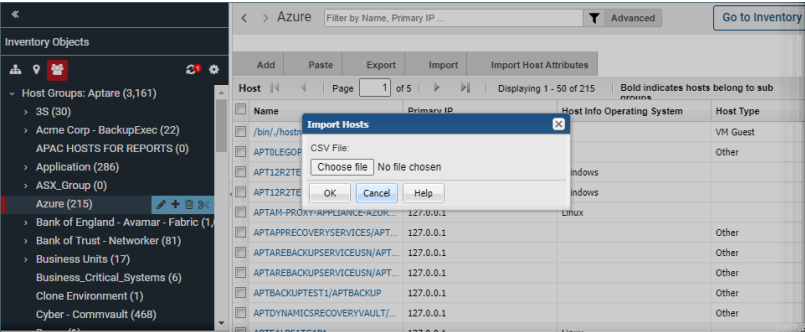 «
Inventory Objects
Host Groups: Aptare (3,161)
3S (30)
Acme Corp - BackupExec (22)
APAC HOSTS FOR REPORTS (0)
Application (286)
ASX_Group (0)
Azure (215)
Bank of England - Avamar - Fabric (1,
Bank of Trust - Networker (81)
Business Units (17)
Business_Critical_Systems (6)
Clone Environment (1)
Cyber - Commvault (468)
< > Azure Filter by Name, Primary IP ... Advanced Go to Inventory
Add Paste Export Import Import Host Attributes
Host Page 1 of 5 Displaying 1 - 50 of 215 Bold indicates hosts belong to sub
groups
Name Primary IP Host Info Operating System Host Type
/bin/./hostn VM Guest
APT0LEGOP Other
APT12R2TE indows
APT12R2TE indows
APTAM-PROXY-APPLIANCE-AZUR... 127.0.0.1 Linux
APTAPPRECOVERYSERVICES/APT... 127.0.0.1 Other
APTAREBACKUPSERVICEUSN/APT... 127.0.0.1 Other
APTAREBACKUPSERVICEUSN/APT... 127.0.0.1 Other
APTBACKUPTEST1/APTBACKUP 127.0.0.1 Other
APTDYNAMICSRECOVERYVAULT/... 127.0.0.1 Other
Import Hosts
CSV File:
Choose file No file chosen
OK Cancel Help